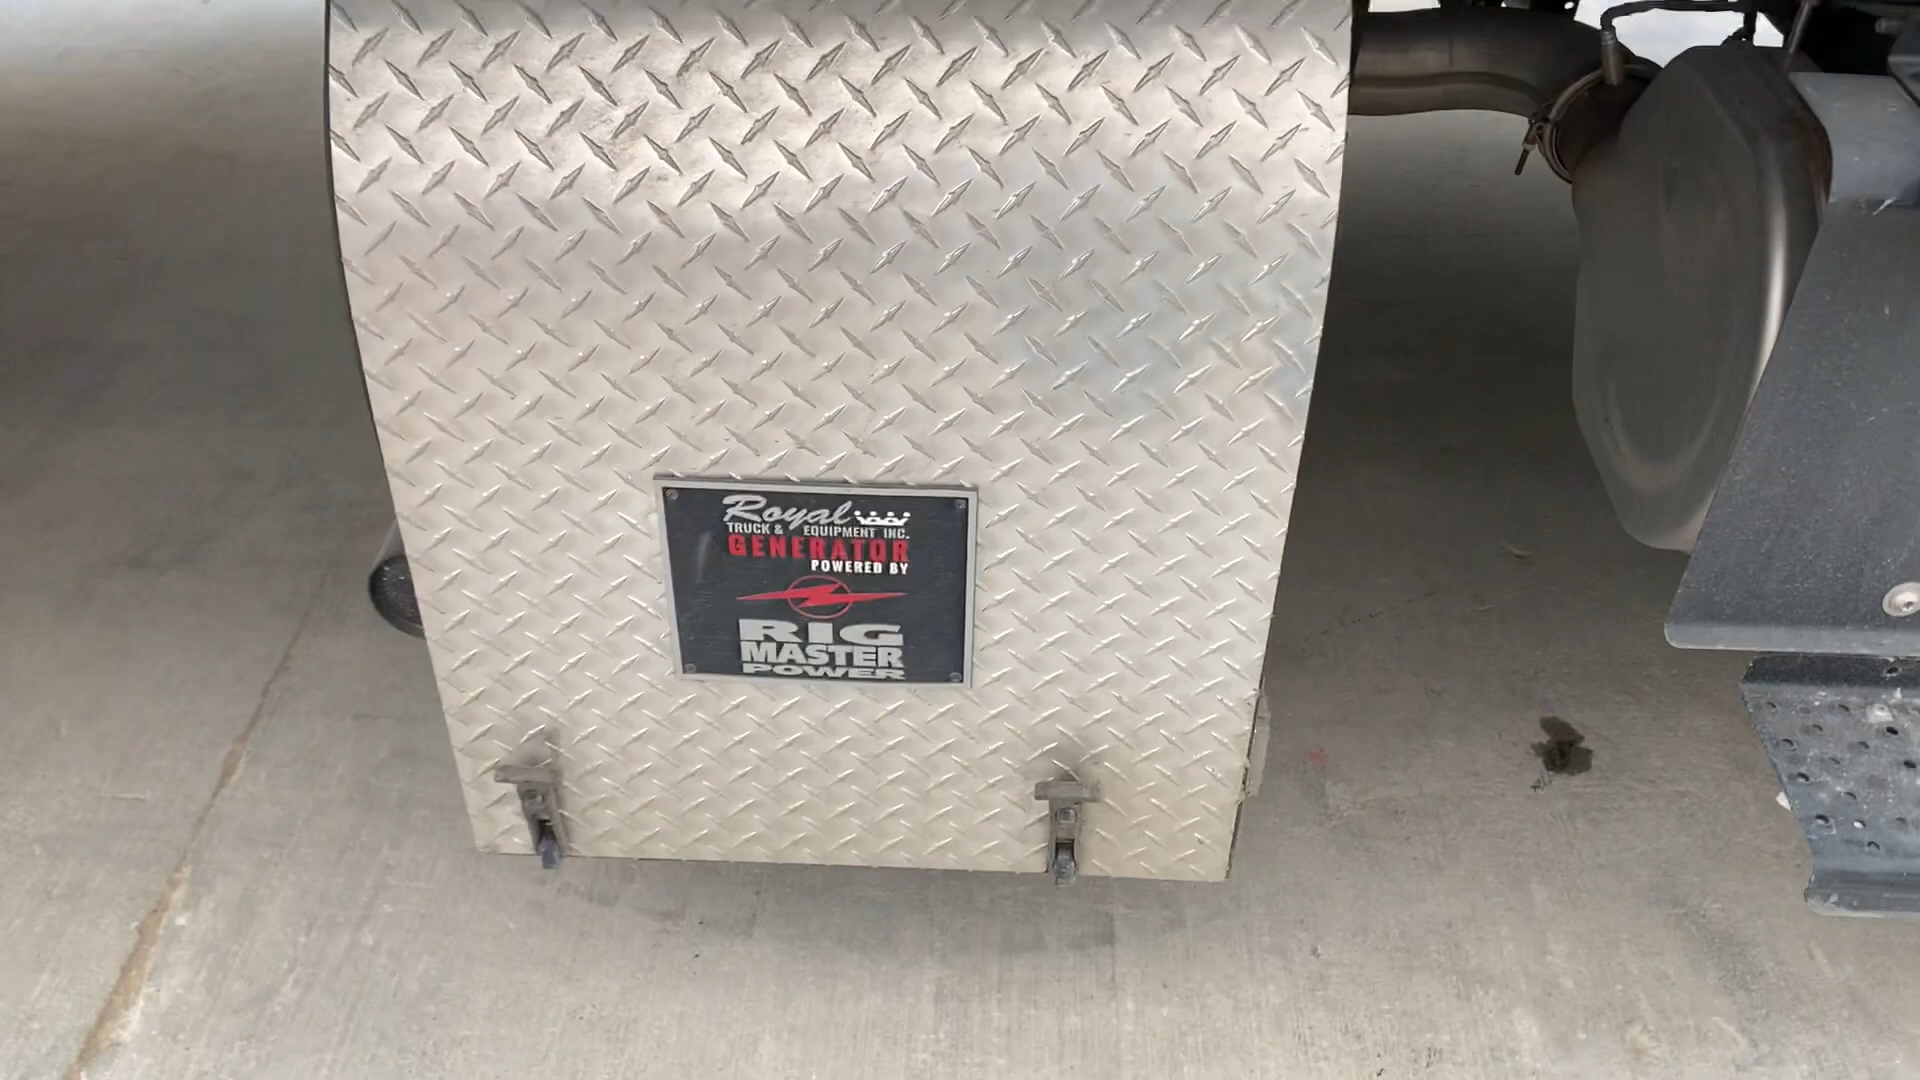 Royal
TRUCK & EQUIPMENT INC.
GENERATOR
POWERED BY
RIG
MASTER
POWER